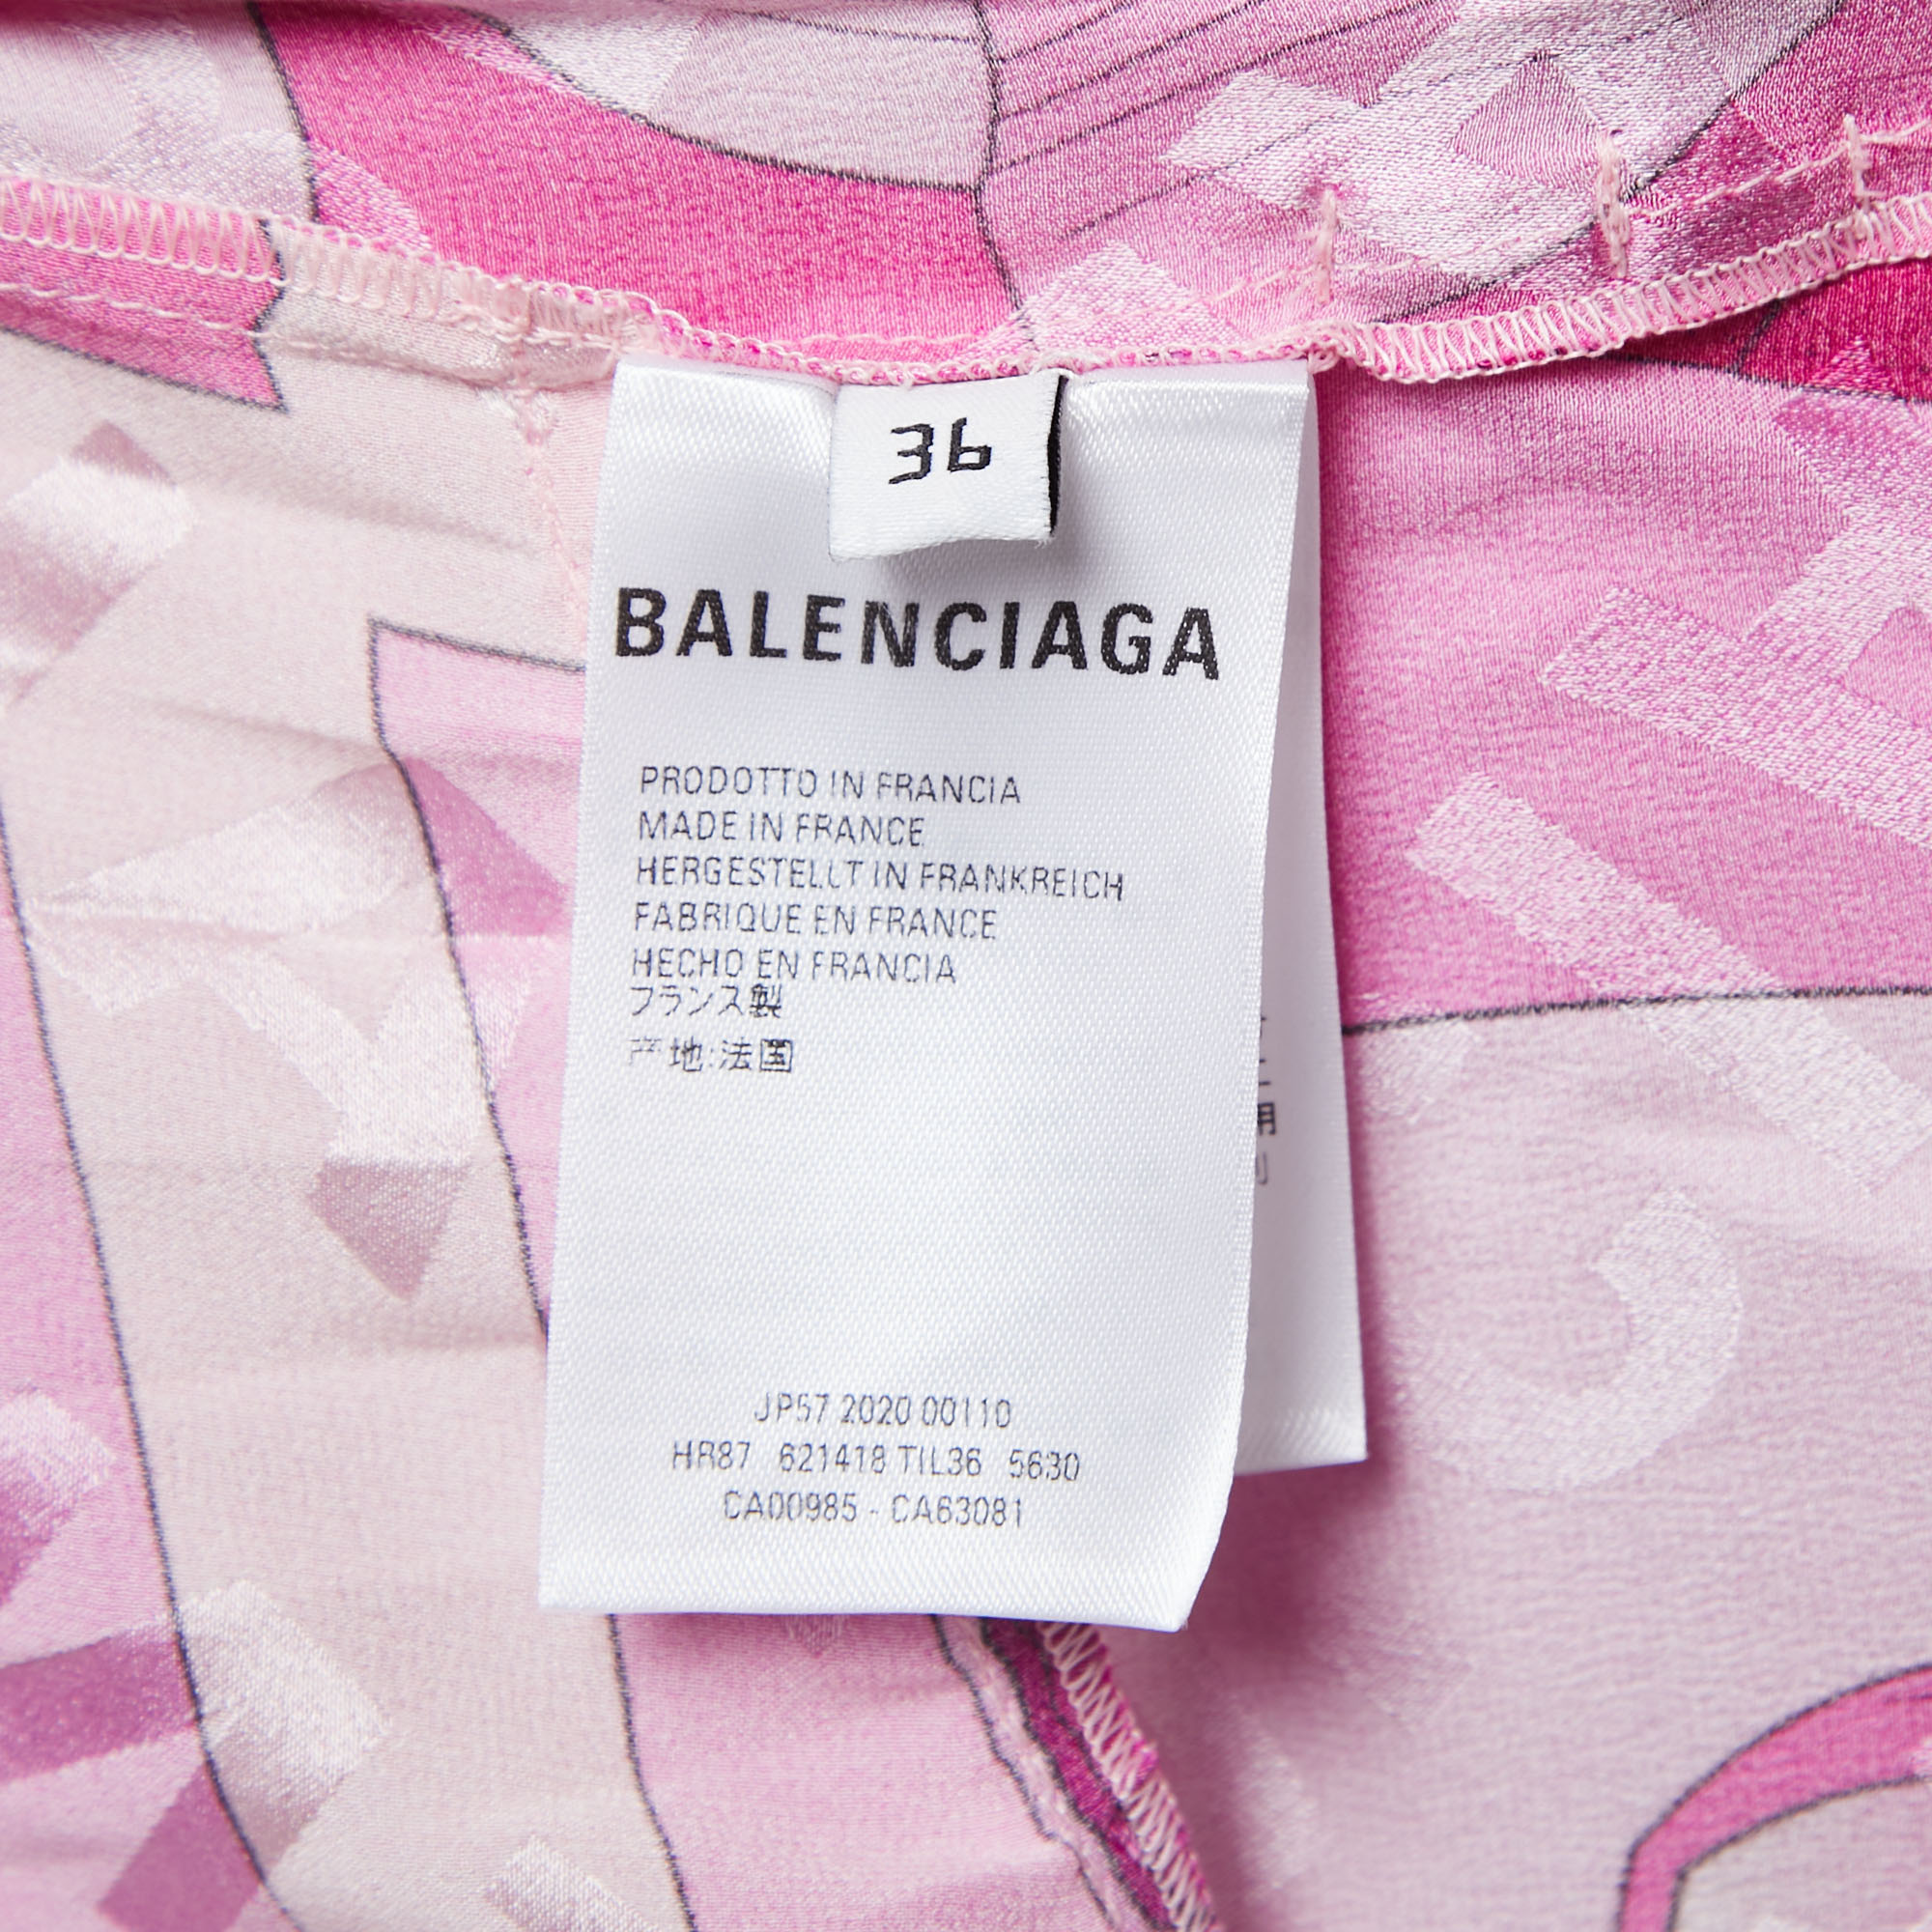 36
BALENCIAGA
PRODOTTO IN FRANCIA
MADE IN FRANCE
HERGESTELLT IN FRANKREICH
FABRIQUE EN FRANCE
HECHO EN FRANCIA
フランス製
产地:法国
用
JP57 2020 00110
HR87 621418 TIL36 5630
CA00985 - CA63081